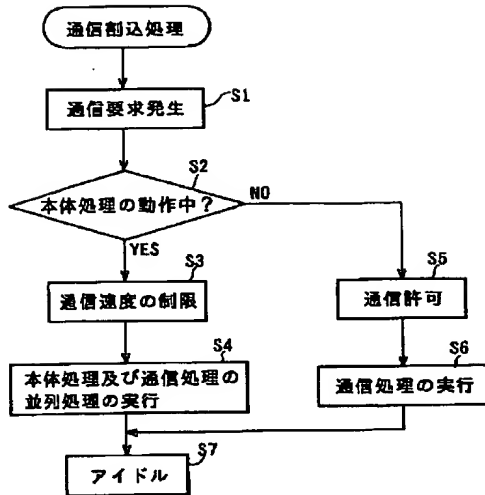 通信割込処理
通信要求発生
S1
S2
本体処理の動作中？
NO
YES
S3
通信速度の制限
S5
通信許可
S4
本体処理及び通信処理の
並列処理の実行
S6
通信処理の実行
S7
アイドル